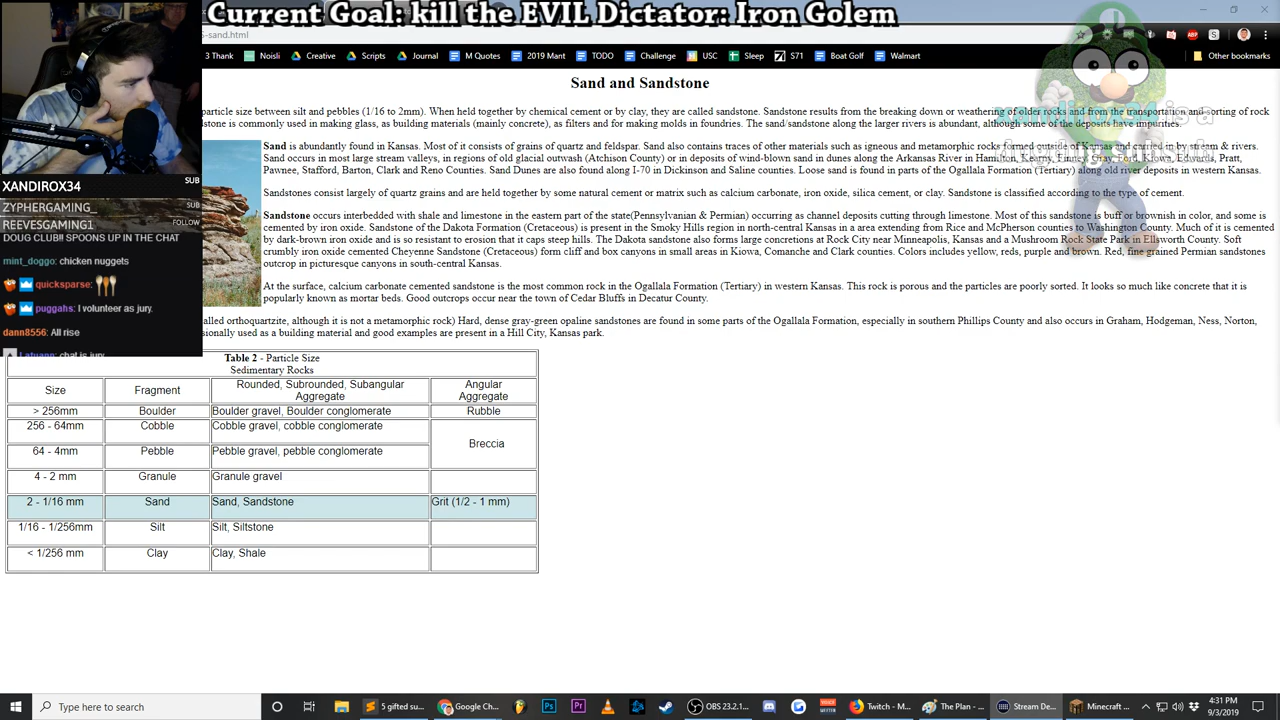 Current Goal: kill the EVIL Dictator: Iron Golem
6-sand.html
3 Thank Noisli Creative Scripts Journal M Quotes 2019 Mant TODO Challenge USC Sleep S71 Boat Golf Walmart Other bookmarks
Sand and Sandstone
particle size between silt and pebbles (1/16 to 2mm). When held together by chemical cement or by clay, they are called sandstone. Sandstone results from the breaking down or weathering of older rocks and from the transportation and sorting of rock
dstone is commonly used in making glass, as building materials (mainly concrete), as filters and for making molds in foundries. The sand/sandstone along the larger rivers is abundant, although some of the deposits have impurities.
xandirox34 is a
Sand is abundantly found in Kansas. Most of it consists of grains of quartz and feldspar. Sand also contains traces of other materials such as igneous and metamorphic rocks formed outside of Kansas and carried in by stream & rivers.
Sand occurs in most large stream valleys, in regions of old glacial outwash (Atchison County) or in deposits of wind-blown sand in dunes along the Arkansas River in Hamilton, Kearny, Finney, Gray, Ford, Kiowa, Edwards, Pratt,
Pawnee, Stafford, Barton, Clark and Reno Counties. Sand Dunes are also found along I-70 in Dickinson and Saline counties. Loose sand is found in parts of the Ogallala Formation (Tertiary) along old river deposits in western Kansas.
Sandstones consist largely of quartz grains and are held together by some natural cement or matrix such as calcium carbonate, iron oxide, silica cement, or clay. Sandstone is classified according to the type of cement.
Sandstone occurs interbedded with shale and limestone in the eastern part of the state(Pennsylvanian & Permian) occurring as channel deposits cutting through limestone. Most of this sandstone is buff or brownish in color, and some is
cemented by iron oxide. Sandstone of the Dakota Formation (Cretaceous) is present in the Smoky Hills region in north-central Kansas in a area extending from Rice and McPherson counties to Washington County. Much of it is cemented
by dark-brown iron oxide and is so resistant to erosion that it caps steep hills. The Dakota sandstone also forms large concretions at Rock City near Minneapolis, Kansas and a Mushroom Rock State Park in Ellsworth County. Soft
crumbly iron oxide cemented Cheyenne Sandstone (Cretaceous) form cliff and box canyons in small areas in Kiowa, Comanche and Clark counties. Colors includes yellow, reds, purple and brown. Red, fine grained Permian sandstones
outcrop in picturesque canyons in south-central Kansas.
At the surface, calcium carbonate cemented sandstone is the most common rock in the Ogallala Formation (Tertiary) in western Kansas. This rock is porous and the particles are poorly sorted. It looks so much like concrete that it is
popularly known as mortar beds. Good outcrops occur near the town of Cedar Bluffs in Decatur County.
alled orthoquartzite, although it is not a metamorphic rock) Hard, dense gray-green opaline sandstones are found in some parts of the Ogallala Formation, especially in southern Phillips County and also occurs in Graham, Hodgeman, Ness, Norton,
sionally used as a building material and good examples are present in a Hill City, Kansas park.
XANDIROX34 SUB
ZYPHERGAMING_ SUB
REEVESGAMING1 FOLLOW
DOUG CLUB!! SPOONS UP IN THE CHAT
mint_doggo: chicken nuggets
quicksparse:
puggahs: I volunteer as jury.
dann8556: All rise
Latuann: chat is jury
Table 2 - Particle Size
Sedimentary Rocks
Size Fragment Rounded, Subrounded, Subangular Aggregate Angular Aggregate
> 256mm Boulder Boulder gravel, Boulder conglomerate Rubble
256 - 64mm Cobble Cobble gravel, cobble conglomerate
Breccia
64 - 4mm Pebble Pebble gravel, pebble conglomerate
4 - 2 mm Granule Granule gravel
2 - 1/16 mm Sand Sand, Sandstone Grit (1/2 - 1 mm)
1/16 - 1/256mm Silt Silt, Siltstone
< 1/256 mm Clay Clay, Shale
Type here to search 5 gifted su... Google Ch... OBS 23.2.1... Twitch - M... The Plan - ... Stream De... Minecraft ... 4:31 PM
9/3/2019